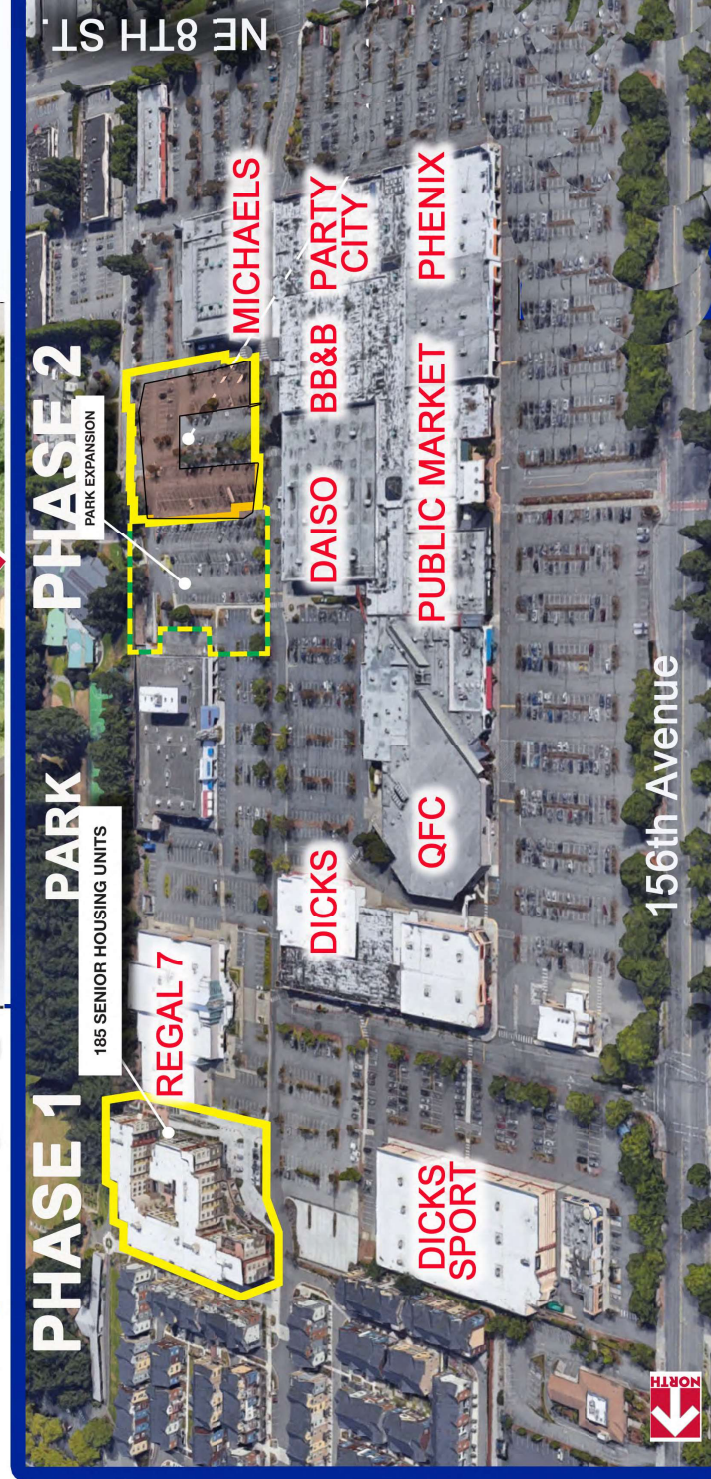 PHASE 1
185 SENIOR HOUSING UNITS
PARK
PHASE 2
PARK EXPANSION
NE 8TH ST.
REGAL 7
MICHAELS
DICKS
DAISO
BB&B
PARTY
CITY
DICKS
SPORT
QFC
PUBLIC MARKET
PHENIX
156th Avenue
NORTH